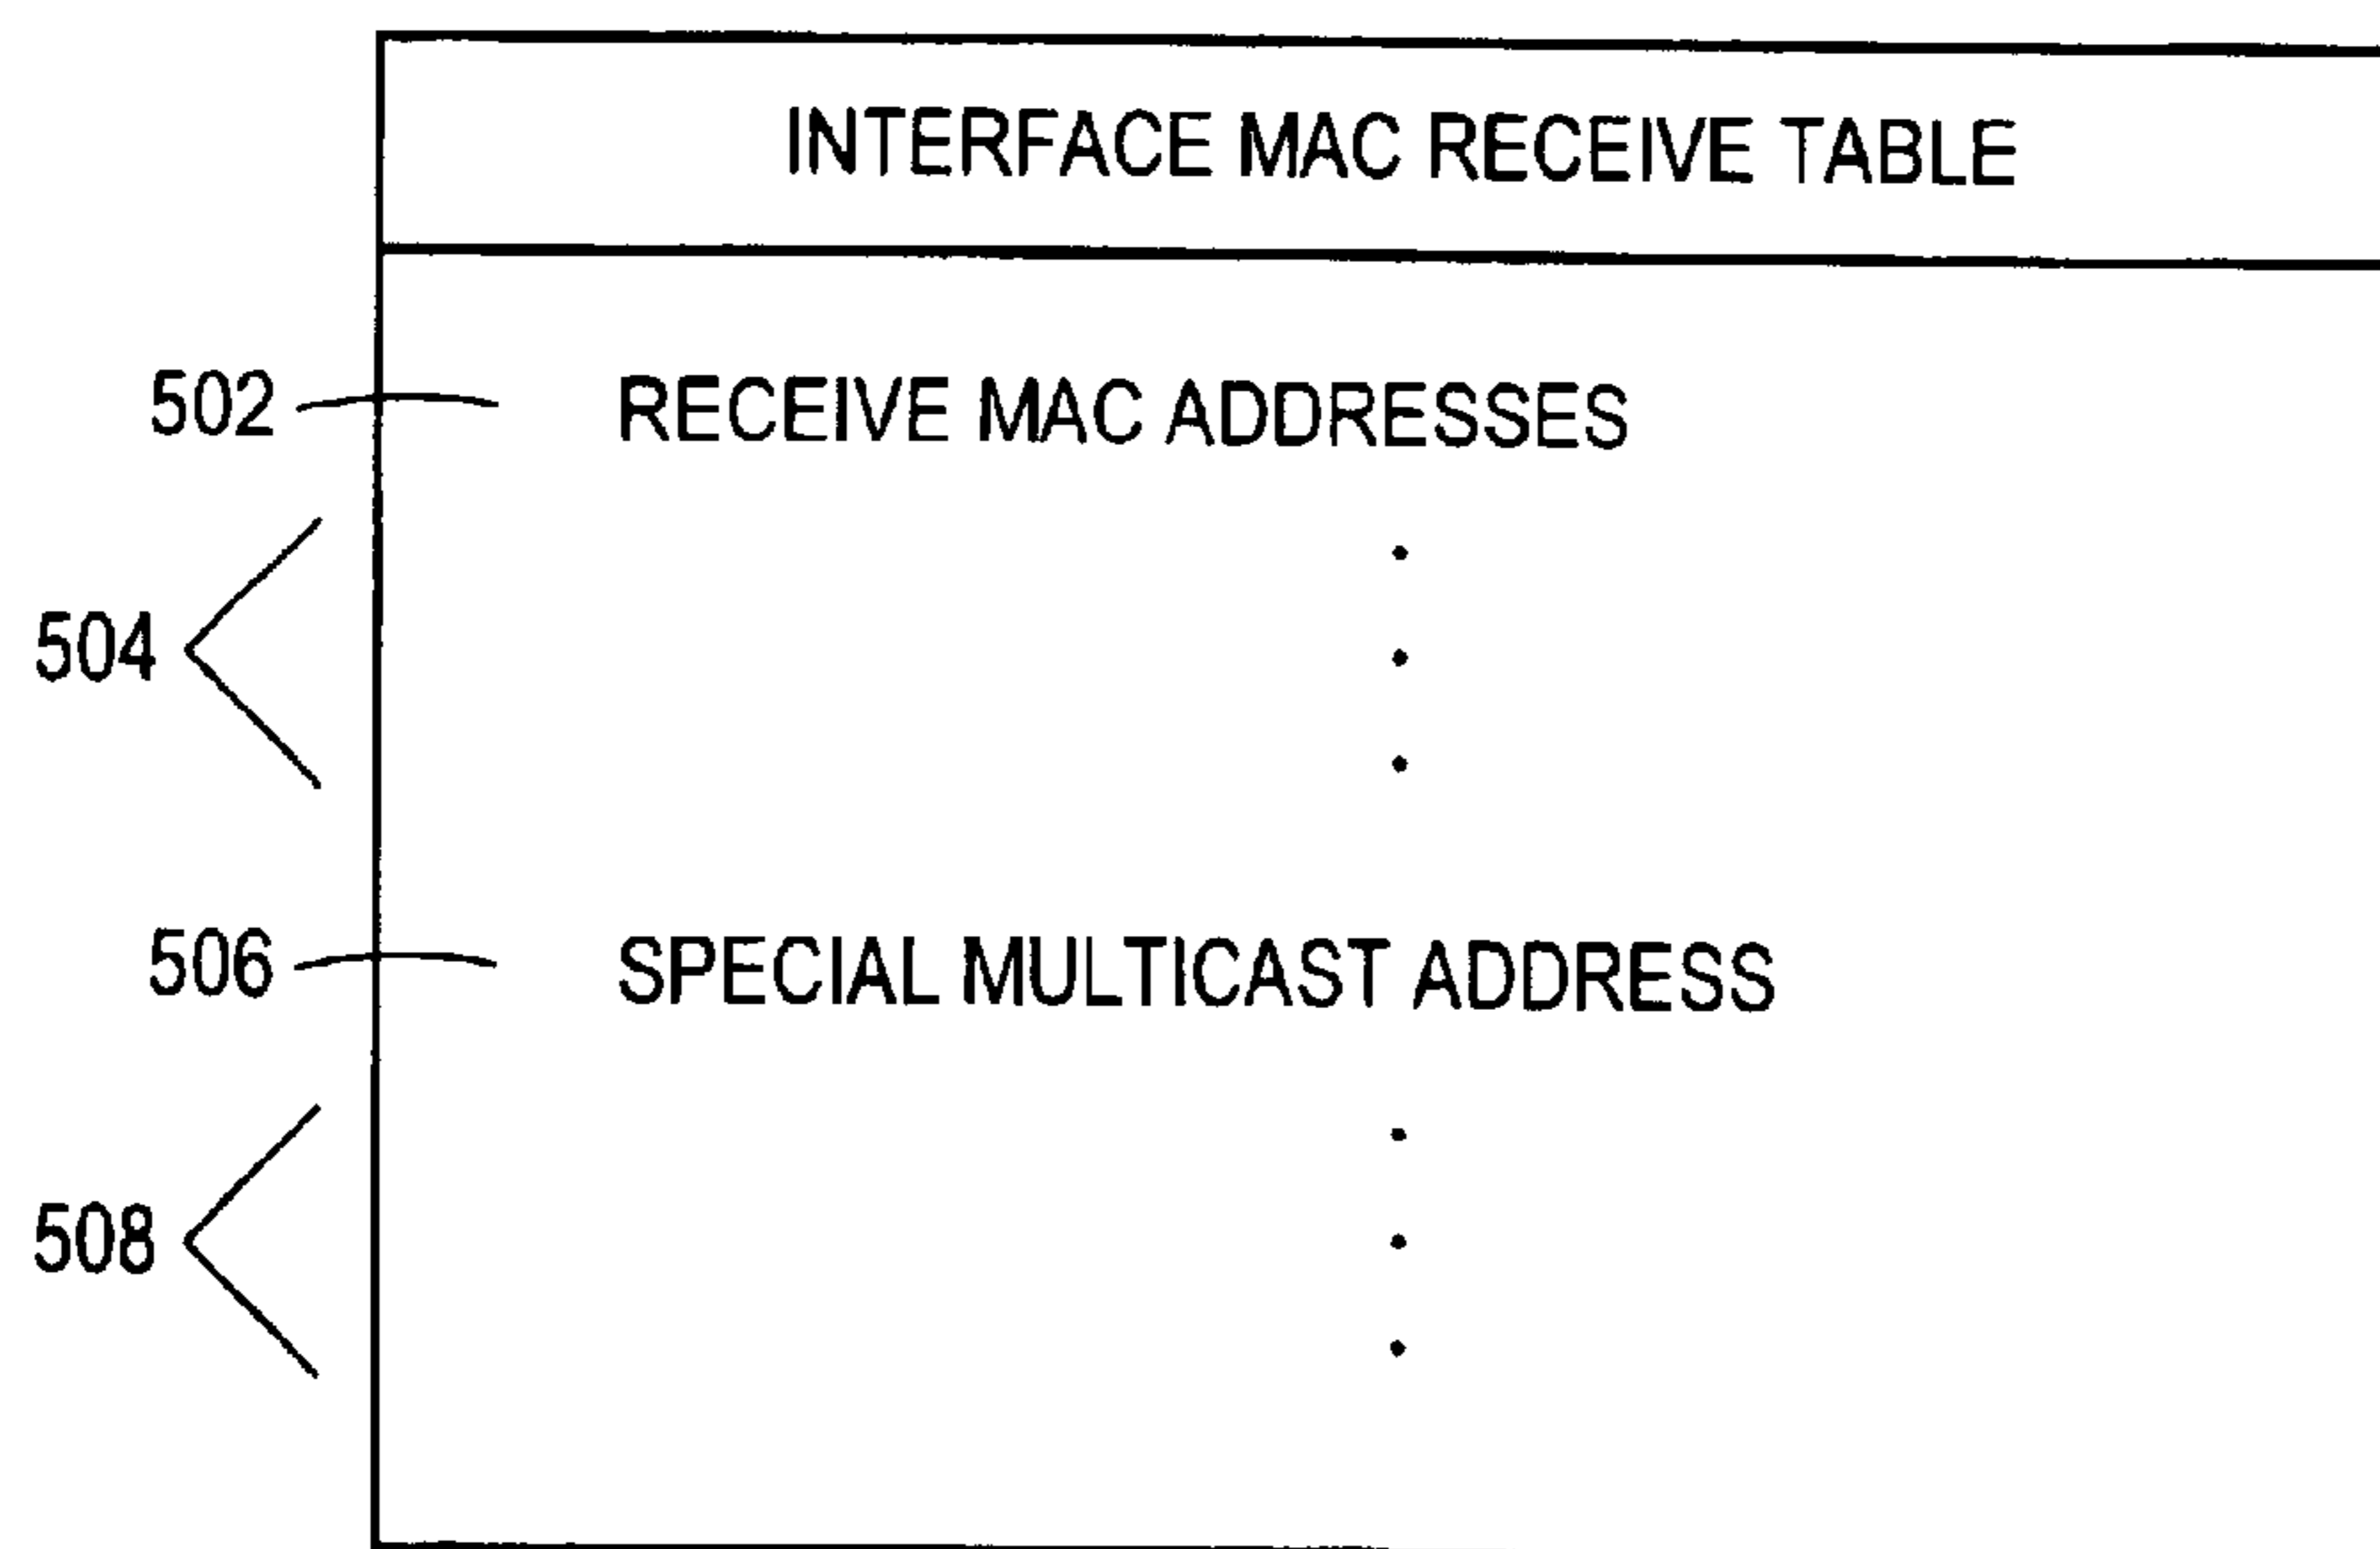 INTERFACE MAC RECEIVE TABLE
502 RECEIVE MAC ADDRESSES
504
506 SPECIAL MULTICAST ADDRESS
508